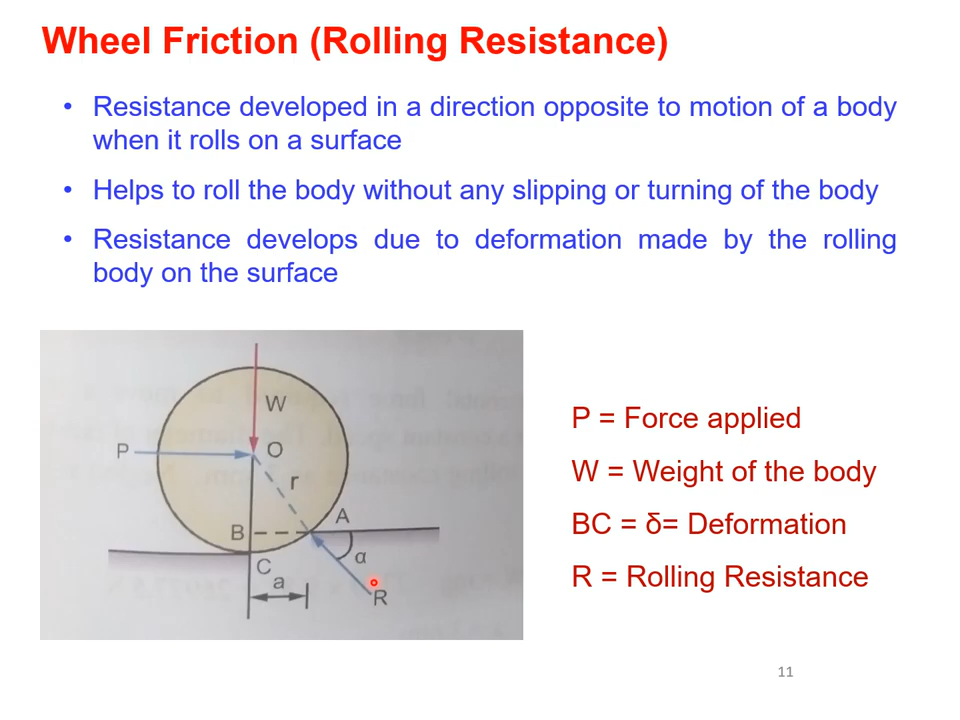 Wheel Friction (Rolling Resistance)
• Resistance developed in a direction opposite to motion of a body
when it rolls on a surface
• Helps to roll the body without any slipping or turning of the body
• Resistance develops due to deformation made by the rolling
body on the surface
W
P
O
r
A
B
α
C
a
R
P = Force applied
W = Weight of the body
BC = δ= Deformation
R = Rolling Resistance
11